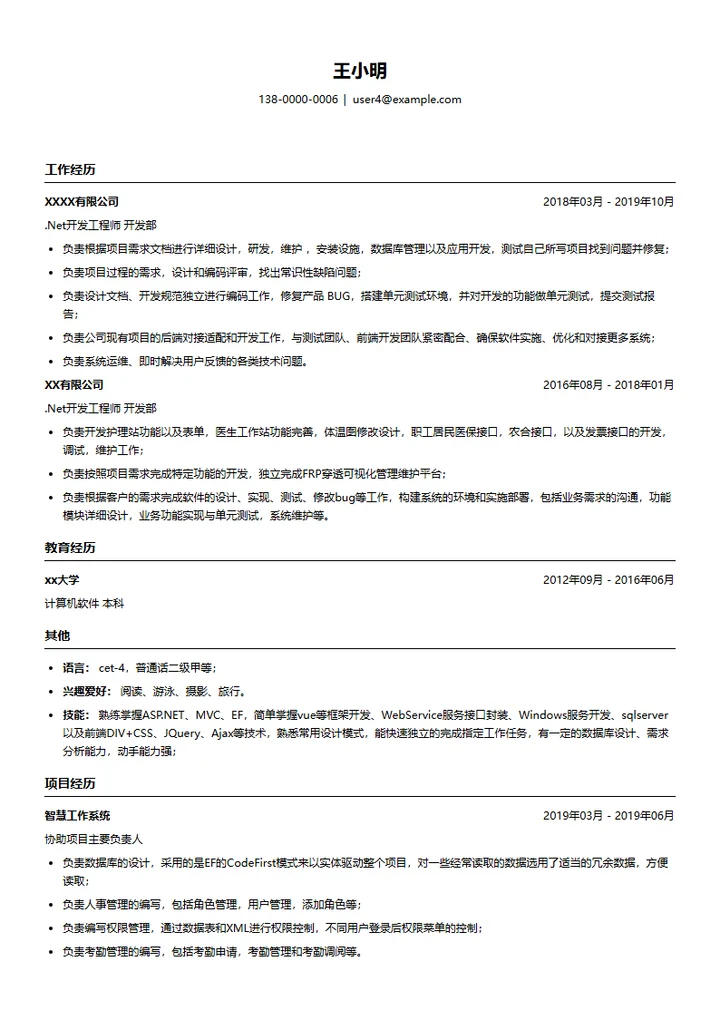 王小明
138-0000-0006 | user4@example.com
工作经历
XXXX有限公司 2018年03月 - 2019年10月
.Net开发工程师 开发部
• 负责根据项目需求文档进行详细设计，研发，维护 ，安装设施，数据库管理以及应用开发，测试自己所写项目找到问题并修复；
• 负责项目过程的需求，设计和编码评审，找出常识性缺陷问题；
• 负责设计文档、开发规范独立进行编码工作，修复产品 BUG，搭建单元测试环境，并对开发的功能做单元测试，提交测试报
告；
• 负责公司现有项目的后端对接适配和开发工作，与测试团队、前端开发团队紧密配合、确保软件实施、优化和对接更多系统；
• 负责系统运维、即时解决用户反馈的各类技术问题。
XX有限公司 2016年08月 - 2018年01月
.Net开发工程师 开发部
• 负责开发护理站功能以及表单，医生工作站功能完善，体温图修改设计，职工居民医保接口，农合接口，以及发票接口的开发，
调试，维护工作；
• 负责按照项目需求完成特定功能的开发，独立完成FRP穿透可视化管理维护平台；
• 负责根据客户的需求完成软件的设计、实现、测试、修改bug等工作，构建系统的环境和实施部署，包括业务需求的沟通，功能
模块详细设计，业务功能实现与单元测试，系统维护等。
教育经历
xx大学 2012年09月 - 2016年06月
计算机软件 本科
其他
• 语言： cet-4，普通话二级甲等；
• 兴趣爱好： 阅读、游泳、摄影、旅行。
• 技能： 熟练掌握ASP.NET、MVC、EF，简单掌握vue等框架开发、WebService服务接口封装、Windows服务开发、sqlserver
以及前端DIV+CSS、JQuery、Ajax等技术，熟悉常用设计模式，能快速独立的完成指定工作任务，有一定的数据库设计、需求
分析能力，动手能力强；
项目经历
智慧工作系统 2019年03月 - 2019年06月
协助项目主要负责人
• 负责数据库的设计，采用的是EF的CodeFirst模式来以实体驱动整个项目，对一些经常读取的数据选用了适当的冗余数据，方便
读取；
• 负责人事管理的编写，包括角色管理，用户管理，添加角色等；
• 负责编写权限管理，通过数据表和XML进行权限控制，不同用户登录后权限菜单的控制；
• 负责考勤管理的编写，包括考勤申请，考勤管理和考勤调阅等。